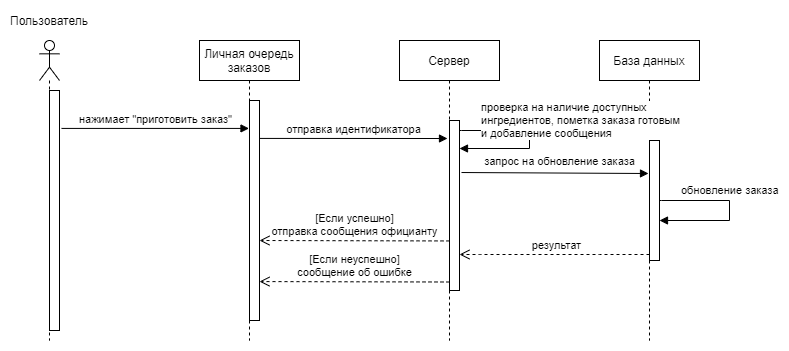 Пользователь
Личная очередь
заказов
Сервер
База данных
нажимает "приготовить заказ"
отправка идентификатора
проверка на наличие доступных
ингредиентов, пометка заказа готовым
и добавление сообщения
запрос на обновление заказа
обновление заказа
[Если успешно]
отправка сообщения официанту
результат
[Если неуспешно]
сообщение об ошибке